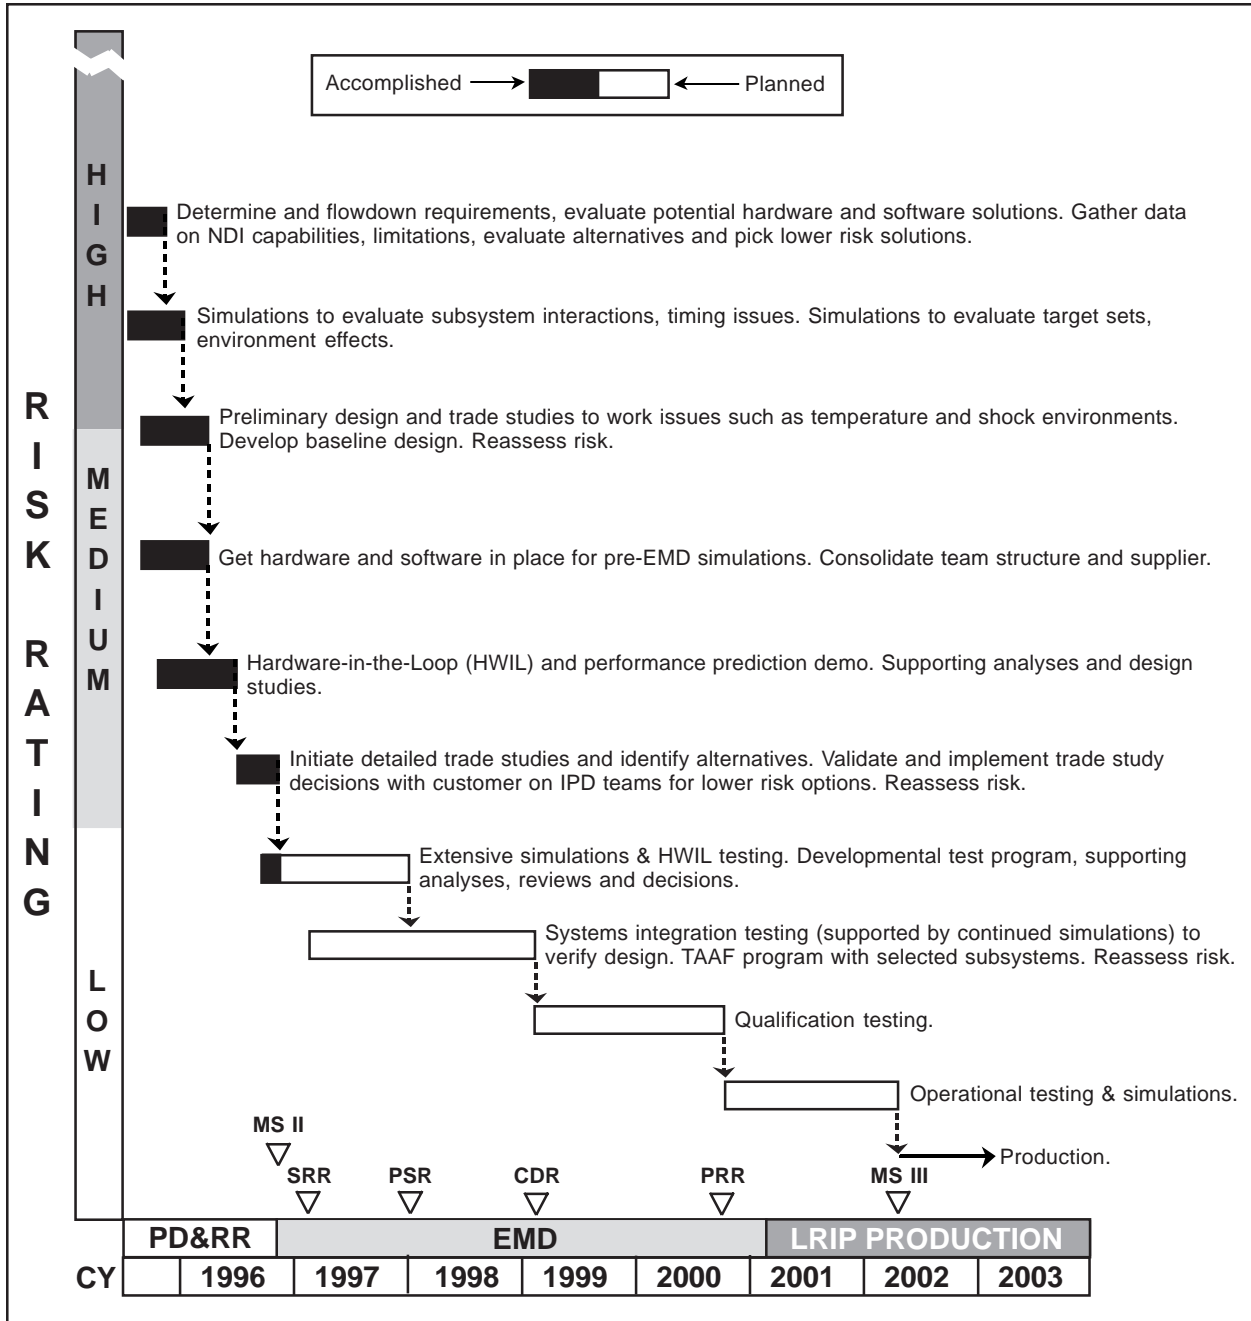 Accomplished
Planned
HIGH
MEDIUM
LOW
RISK RATING
Determine and flowdown requirements, evaluate potential hardware and software solutions. Gather data
on NDI capabilities, limitations, evaluate alternatives and pick lower risk solutions.
Simulations to evaluate subsystem interactions, timing issues. Simulations to evaluate target sets,
environment effects.
Preliminary design and trade studies to work issues such as temperature and shock environments.
Develop baseline design. Reassess risk.
Get hardware and software in place for pre-EMD simulations. Consolidate team structure and supplier.
Hardware-in-the-Loop (HWIL) and performance prediction demo. Supporting analyses and design
studies.
Initiate detailed trade studies and identify alternatives. Validate and implement trade study
decisions with customer on IPD teams for lower risk options. Reassess risk.
Extensive simulations & HWIL testing. Developmental test program, supporting
analyses, reviews and decisions.
Systems integration testing (supported by continued simulations) to
verify design. TAAF program with selected subsystems. Reassess risk.
Qualification testing.
Operational testing & simulations.
Production.
MS II
SRR
PSR
CDR
PRR
MS III
PD&RR
EMD
LRIP PRODUCTION
CY
1996
1997
1998
1999
2000
2001
2002
2003